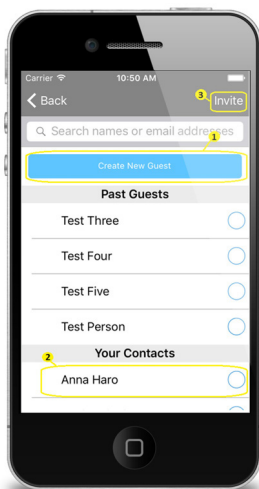 Carrier 10:50 AM
Back 3 Invite
Search names or email addresses
1
Create New Guest
Past Guests
Test Three
Test Four
Test Five
Test Person
2 Your Contacts
Anna Haro